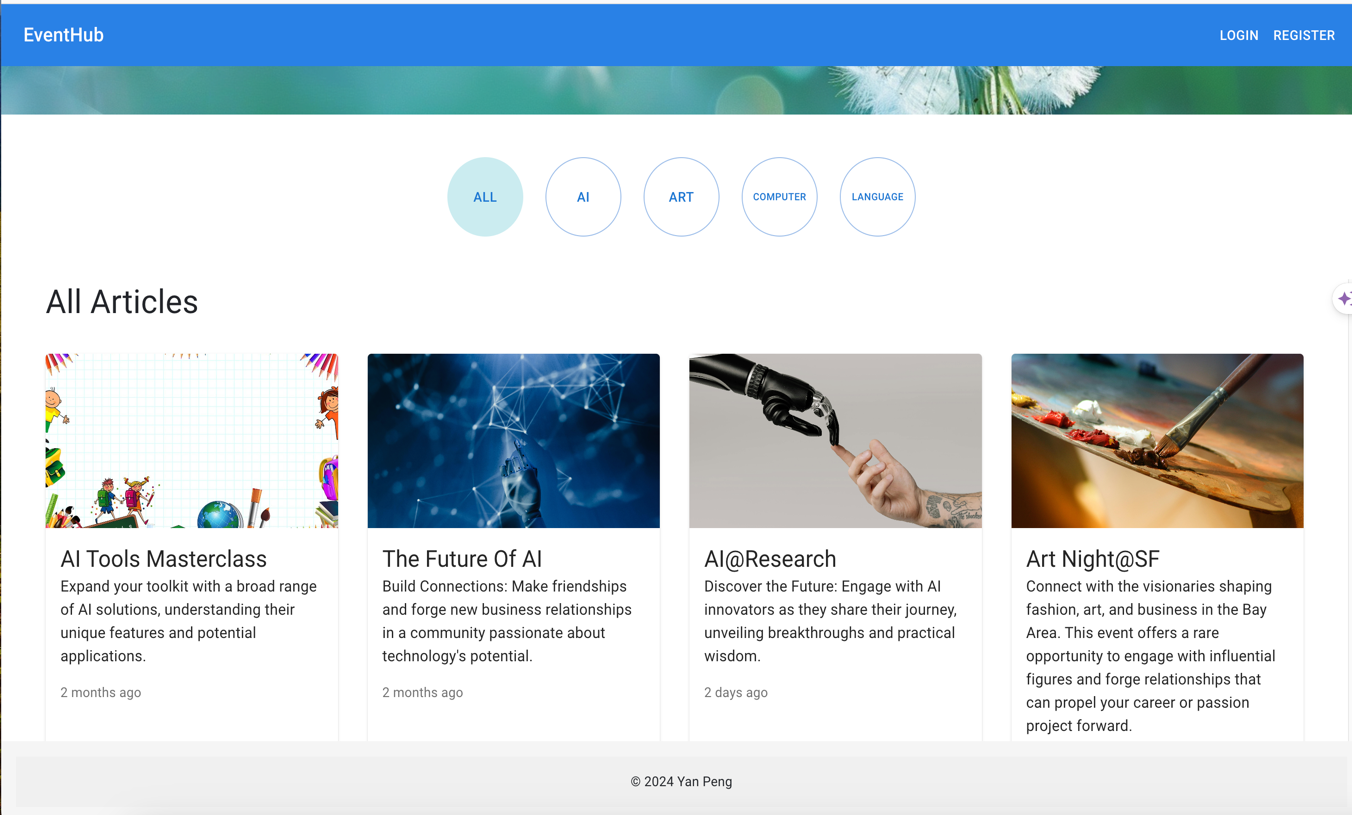 EventHub
LOGIN REGISTER
ALL
AI
ART
COMPUTER
LANGUAGE
All Articles
AI Tools Masterclass
Expand your toolkit with a broad range
of AI solutions, understanding their
unique features and potential
applications.
2 months ago
The Future Of AI
Build Connections: Make friendships
and forge new business relationships
in a community passionate about
technology's potential.
2 months ago
AI@Research
Discover the Future: Engage with AI
innovators as they share their journey,
unveiling breakthroughs and practical
wisdom.
2 days ago
Art Night@SF
Connect with the visionaries shaping
fashion, art, and business in the Bay
Area. This event offers a rare
opportunity to engage with influential
figures and forge relationships that
can propel your career or passion
project forward.
© 2024 Yan Peng